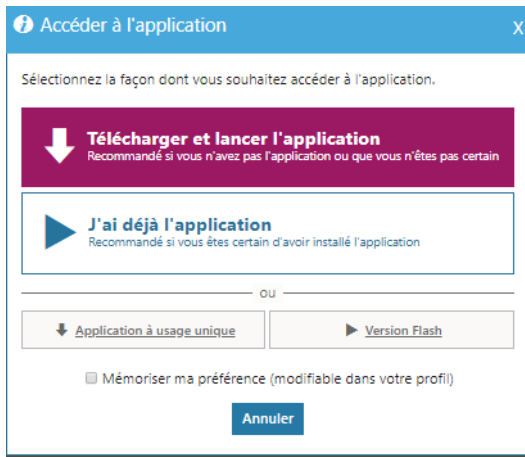 Accéder à l'application
X
Sélectionnez la façon dont vous souhaitez accéder à l'application.
Télécharger et lancer l'application
Recommandé si vous n'avez pas l'application ou que vous n'êtes pas certain
J'ai déjà l'application
Recommandé si vous êtes certain d'avoir installé l'application
ou
Application à usage unique
Version Flash
Mémoriser ma préférence (modifiable dans votre profil)
Annuler